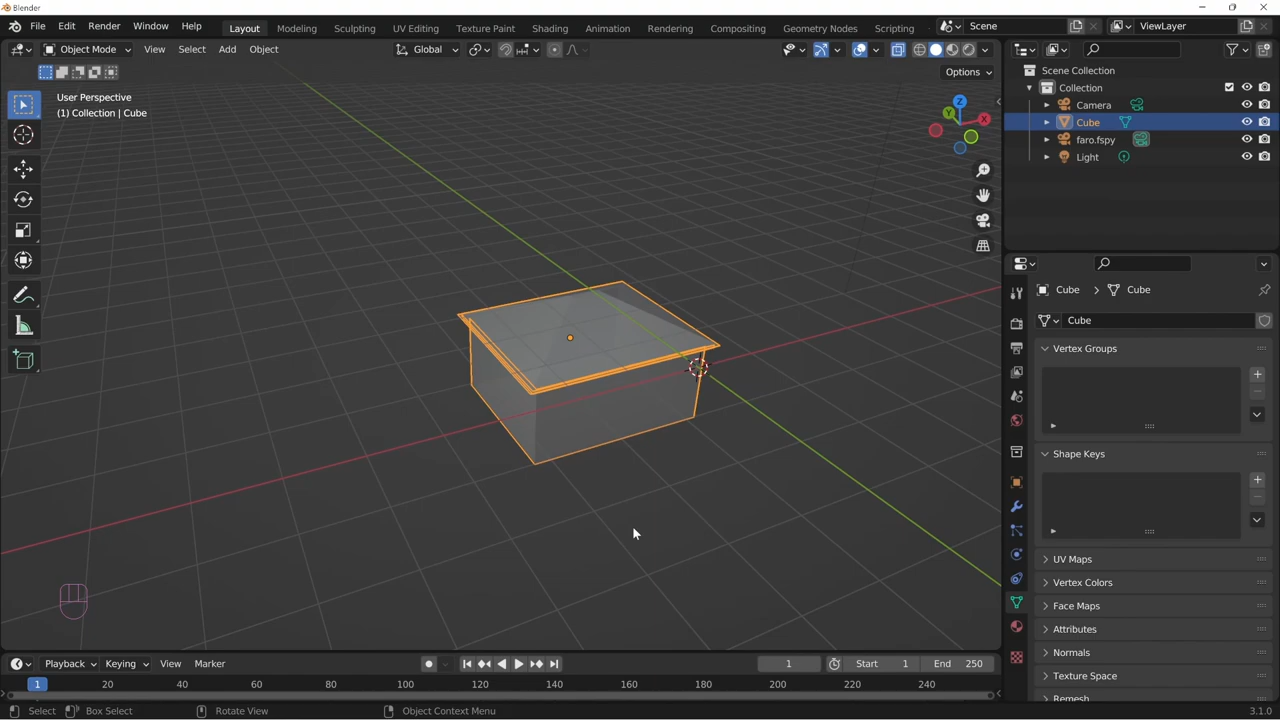 Blender
File Edit Render Window Help
Layout Modeling Sculpting UV Editing Texture Paint Shading Animation Rendering Compositing Geometry Nodes Scripting
Scene
ViewLayer
Object Mode View Select Add Object
Global
Options
User Perspective
(1) Collection | Cube
Z
Y
X
Scene Collection
Collection
Camera
Cube
faro.fspy
Light
Cube > Cube
Cube
Vertex Groups
Shape Keys
UV Maps
Vertex Colors
Face Maps
Attributes
Normals
Texture Space
Remesh
Playback Keying View Marker
1
Start 1
End 250
1 20 40 60 80 100 120 140 160 180 200 220 240
Select
Box Select
Rotate View
Object Context Menu
3.1.0